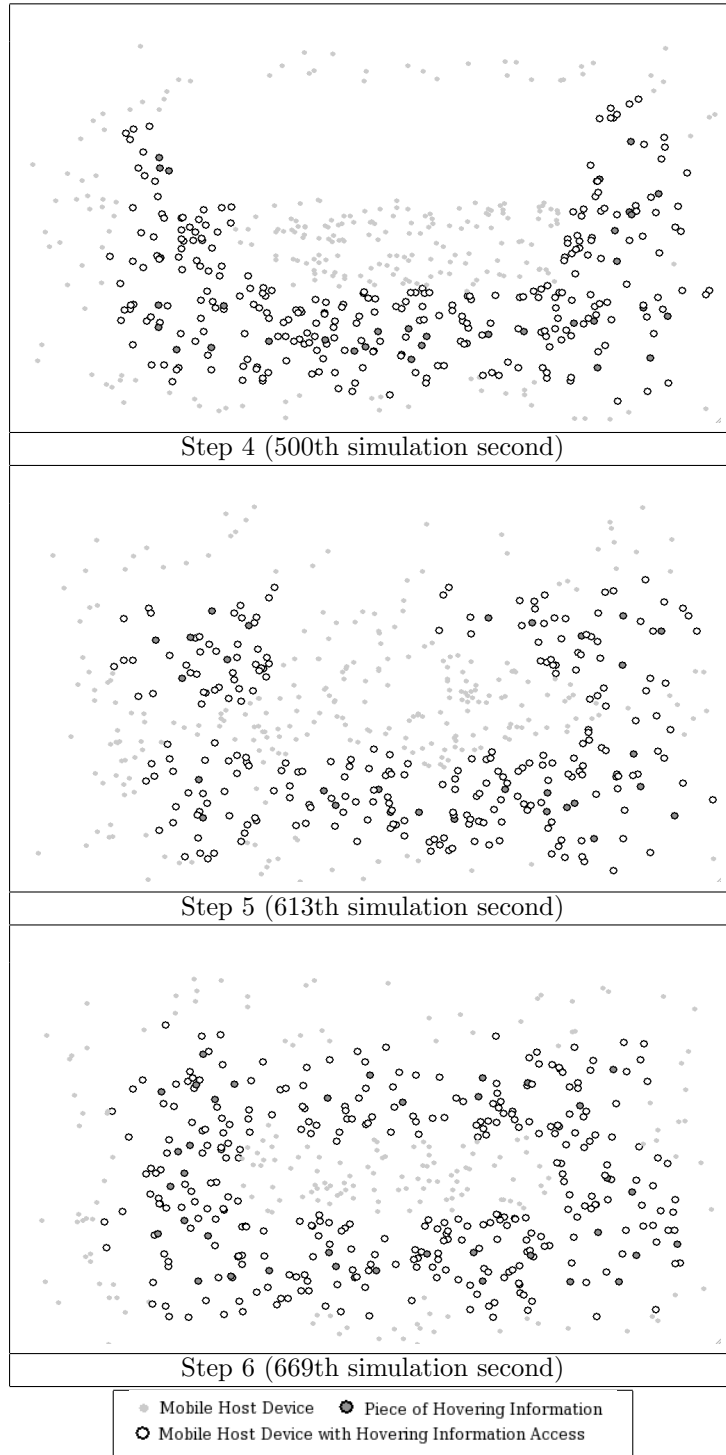 Step 4 (500th simulation second)
Step 5 (613th simulation second)
Step 6 (669th simulation second)
Mobile Host Device Piece of Hovering Information
Mobile Host Device with Hovering Information Access